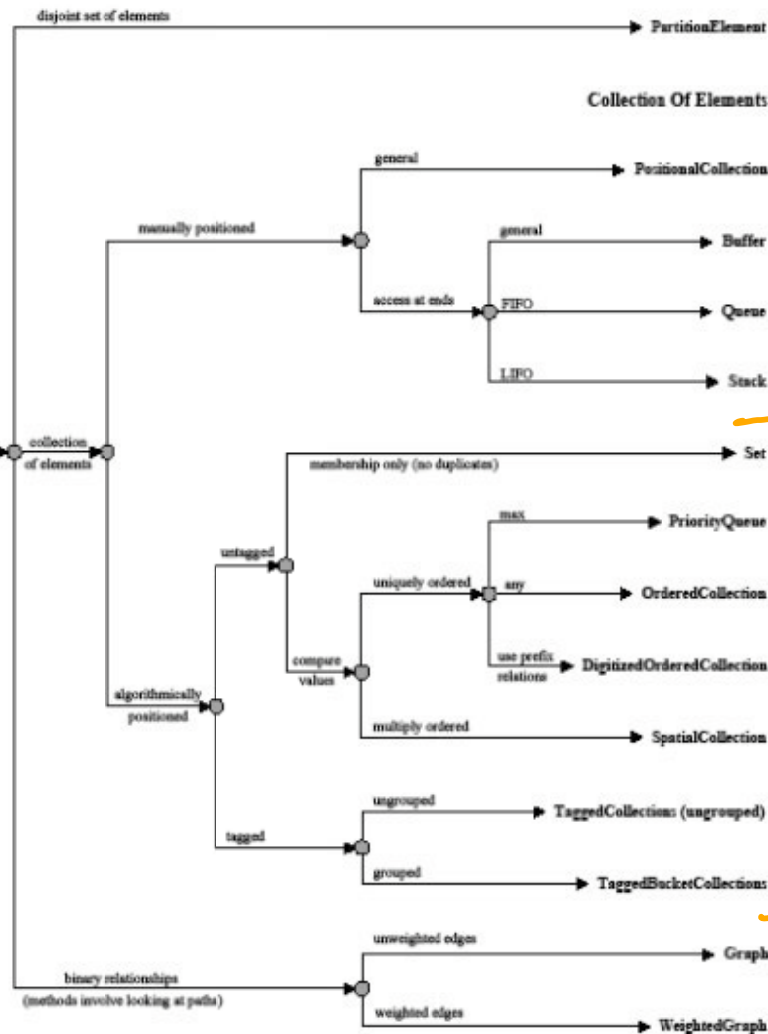 disjoint set of elements
PartitionElement
Collection Of Elements
general
PositionalCollection
manually positioned
general
Buffer
access at ends
FIFO
Queue
LIFO
Stack
collection
of elements
membership only (no duplicates)
Set
max
PriorityQueue
untagged
uniquely ordered
any
OrderedCollection
compare
values
use prefix
relations
DigitizedOrderedCollection
algorithmically
positioned
multiply ordered
SpatialCollection
ungrouped
TaggedCollections (ungrouped)
tagged
grouped
TaggedBucketCollections
unweighted edges
Graph
binary relationships
(methods involve looking at paths)
weighted edges
WeightedGraph